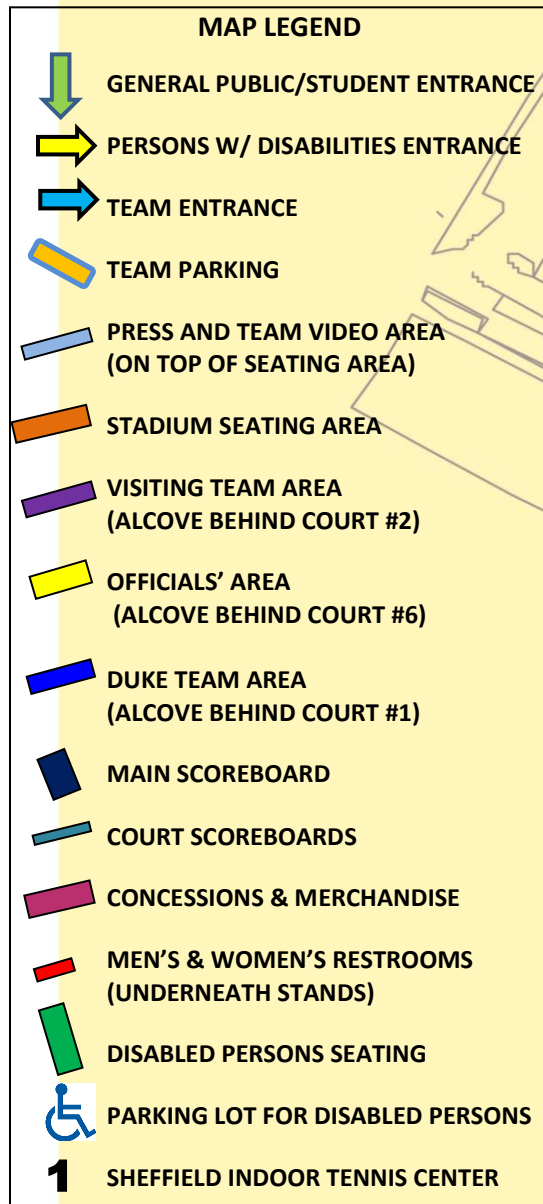 MAP LEGEND
GENERAL PUBLIC/STUDENT ENTRANCE
PERSONS W/ DISABILITIES ENTRANCE
TEAM ENTRANCE
TEAM PARKING
PRESS AND TEAM VIDEO AREA
(ON TOP OF SEATING AREA)
STADIUM SEATING AREA
VISITING TEAM AREA
(ALCOVE BEHIND COURT #2)
OFFICIALS’ AREA
(ALCOVE BEHIND COURT #6)
DUKE TEAM AREA
(ALCOVE BEHIND COURT #1)
MAIN SCOREBOARD
COURT SCOREBOARDS
CONCESSIONS & MERCHANDISE
MEN’S & WOMEN’S RESTROOMS
(UNDERNEATH STANDS)
DISABLED PERSONS SEATING
PARKING LOT FOR DISABLED PERSONS
1 SHEFFIELD INDOOR TENNIS CENTER